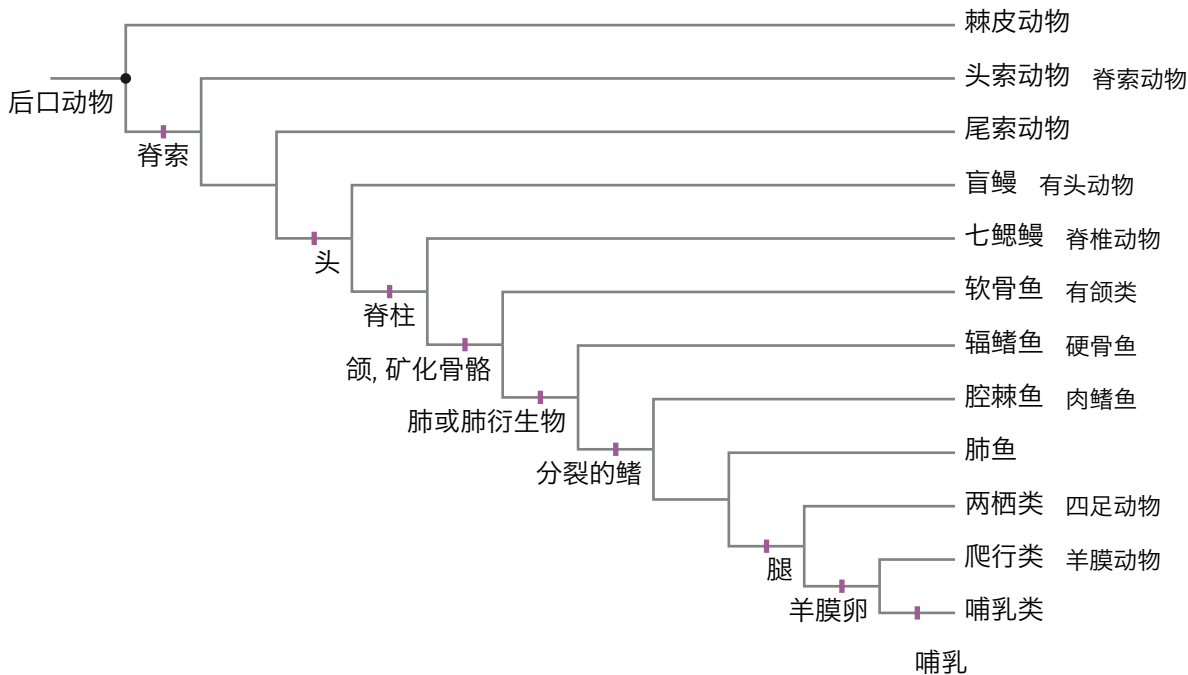 棘皮动物
头索动物 脊索动物
后口动物
尾索动物
脊索
盲鳗 有头动物
七鳃鳗 脊椎动物
头
软骨鱼 有颌类
脊柱
辐鳍鱼 硬骨鱼
颌, 矿化骨骼
腔棘鱼 肉鳍鱼
肺或肺衍生物
肺鱼
分裂的鳍
两栖类 四足动物
爬行类 羊膜动物
腿
羊膜卵
哺乳类
哺乳